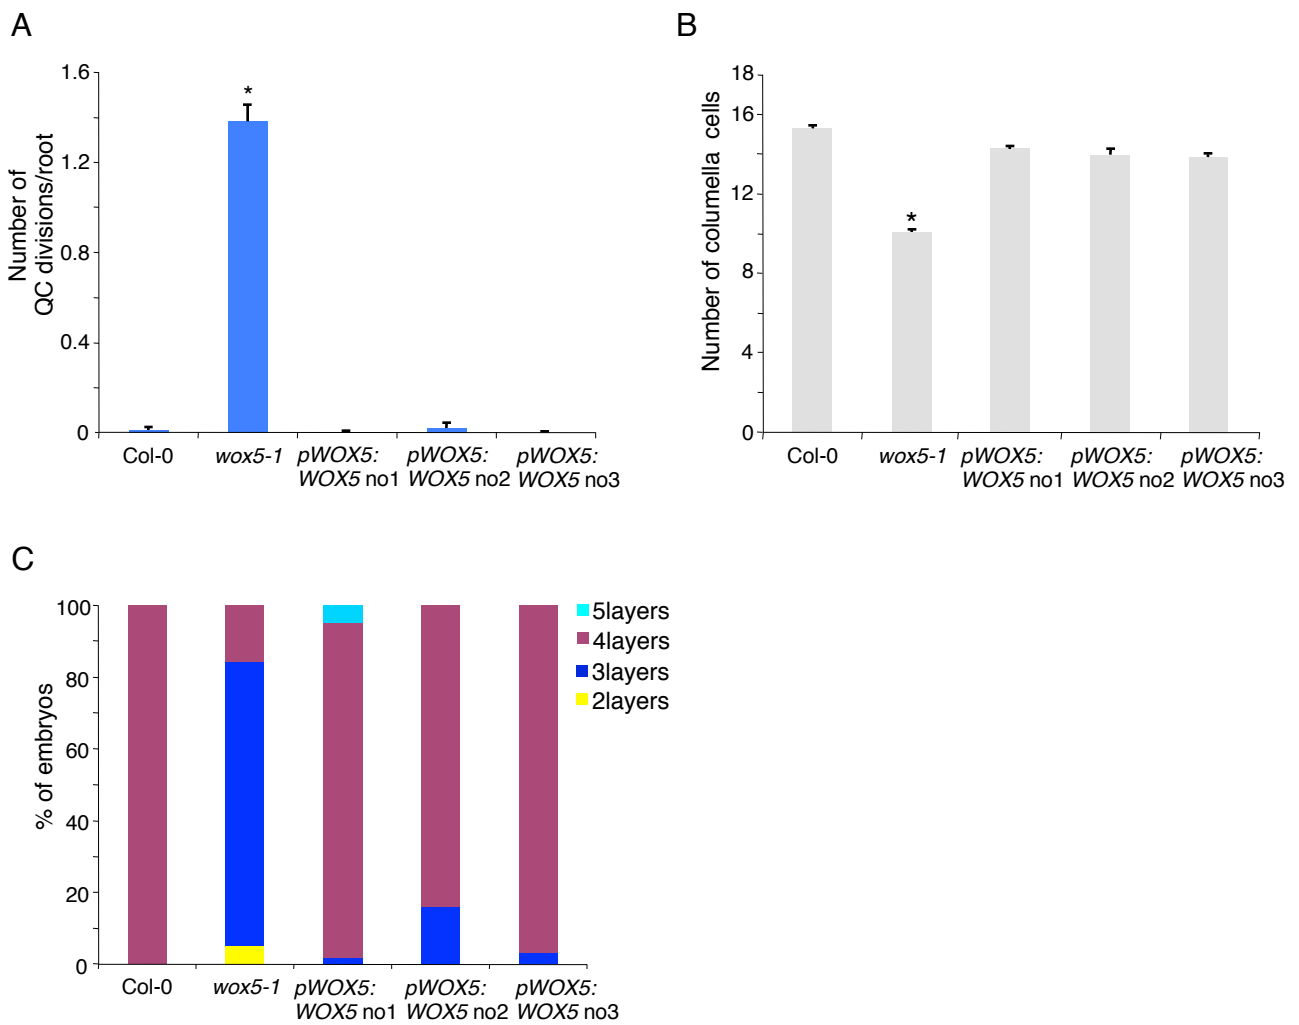 A
Number of
QC divisions/root
1.6
1.2
0.8
0.4
0
*
Col-0
wox5-1
pWOX5:
WOX5 no1
pWOX5:
WOX5 no2
pWOX5:
WOX5 no3
B
Number of columella cells
18
16
12
8
4
0
*
Col-0
wox5-1
pWOX5:
WOX5 no1
pWOX5:
WOX5 no2
pWOX5:
WOX5 no3
C
% of embryos
100
80
60
40
20
0
Col-0
wox5-1
pWOX5:
WOX5 no1
pWOX5:
WOX5 no2
pWOX5:
WOX5 no3
5layers
4layers
3layers
2layers